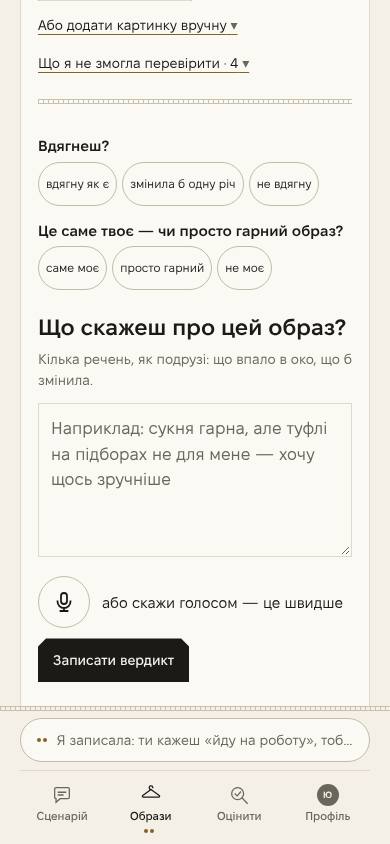 Або додати картинку вручну ▾
Що я не змогла перевірити · 4 ▾
Вдягнеш?
вдягну як є
змінила б одну річ
не вдягну
Це саме твоє — чи просто гарний образ?
саме моє
просто гарний
не моє
Що скажеш про цей образ?
Кілька речень, як подрузі: що впало в око, що б
змінила.
Наприклад: сукня гарна, але туфлі
на підборах не для мене — хочу
щось зручніше
або скажи голосом — це швидше
Записати вердикт
Я записала: ти кажеш «йду на роботу», тоб…
Сценарій
Образи
Оцінити
Ю
Профіль